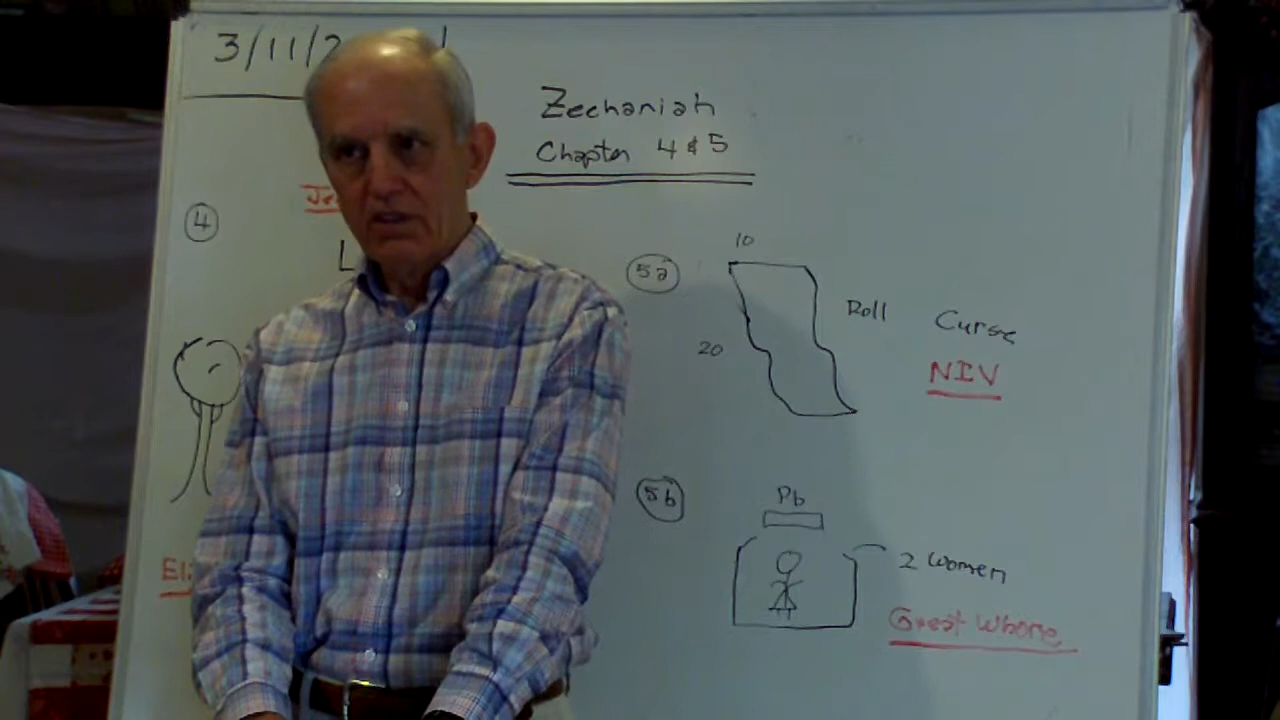 3/11/2
Zechariah
Chapter 4 & 5
4
L
5a
10
20
Roll
Curse
NIV
5b
Pb
2 Women
Great Whore